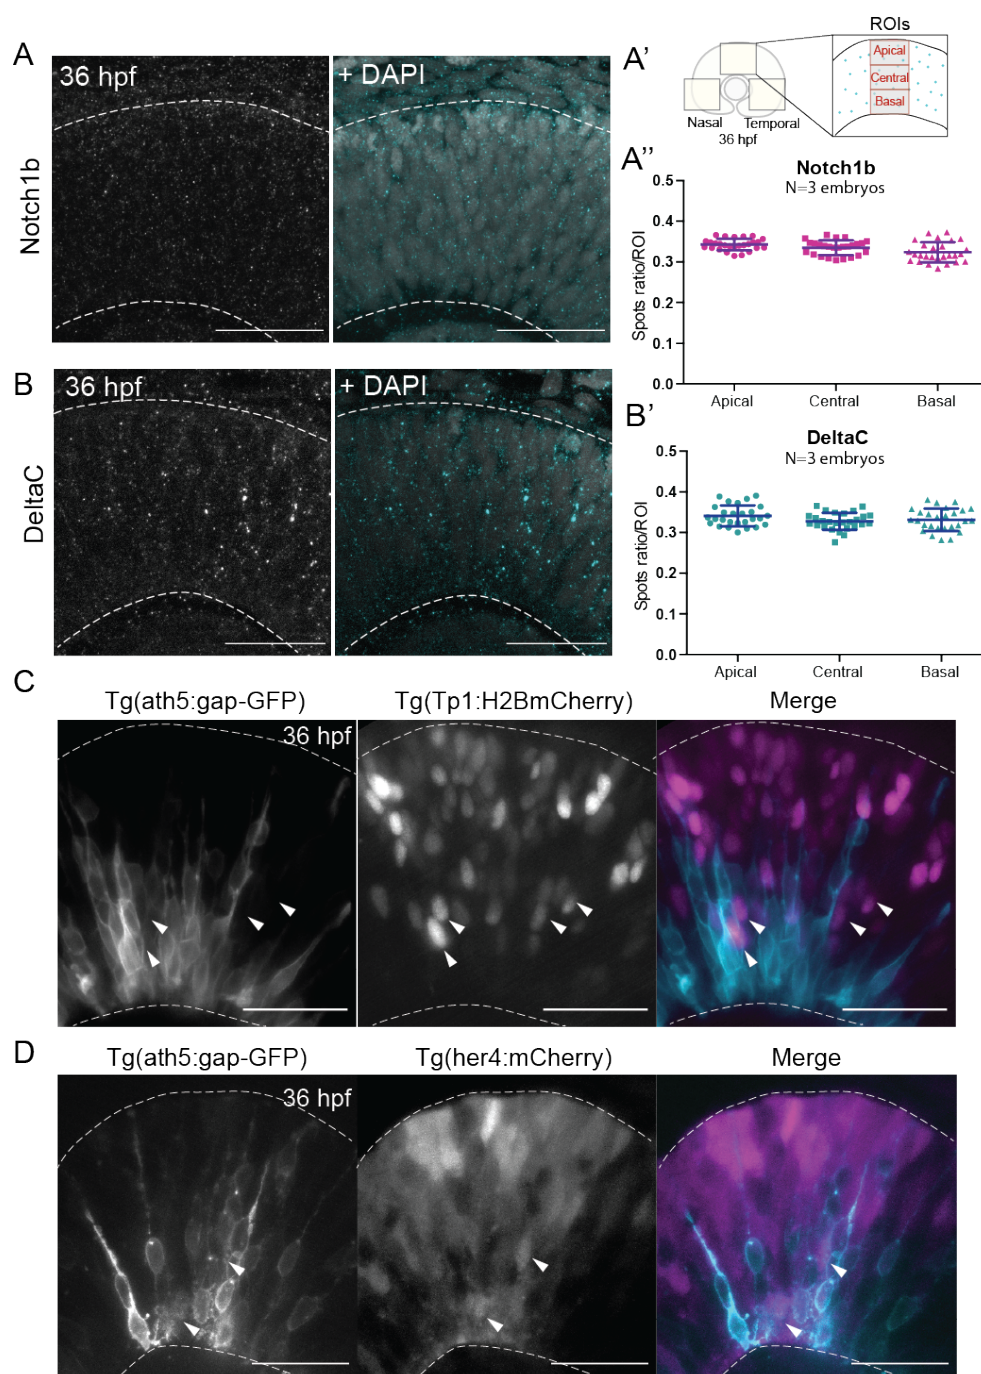 A
36 hpf
+ DAPI
Notch1b
A'
ROIs
Apical
Central
Basal
Nasal
Temporal
36 hpf
A''
Notch1b
N=3 embryos
Spots ratio/ROI
0.5
0.4
0.3
0.2
0.1
0.0
Apical
Central
Basal
B
36 hpf
+ DAPI
DeltaC
B'
DeltaC
N=3 embryos
Spots ratio/ROI
0.5
0.4
0.3
0.2
0.1
0.0
Apical
Central
Basal
C
Tg(ath5:gap-GFP)
Tg(Tp1:H2BmCherry)
Merge
36 hpf
D
Tg(ath5:gap-GFP)
Tg(her4:mCherry)
Merge
36 hpf